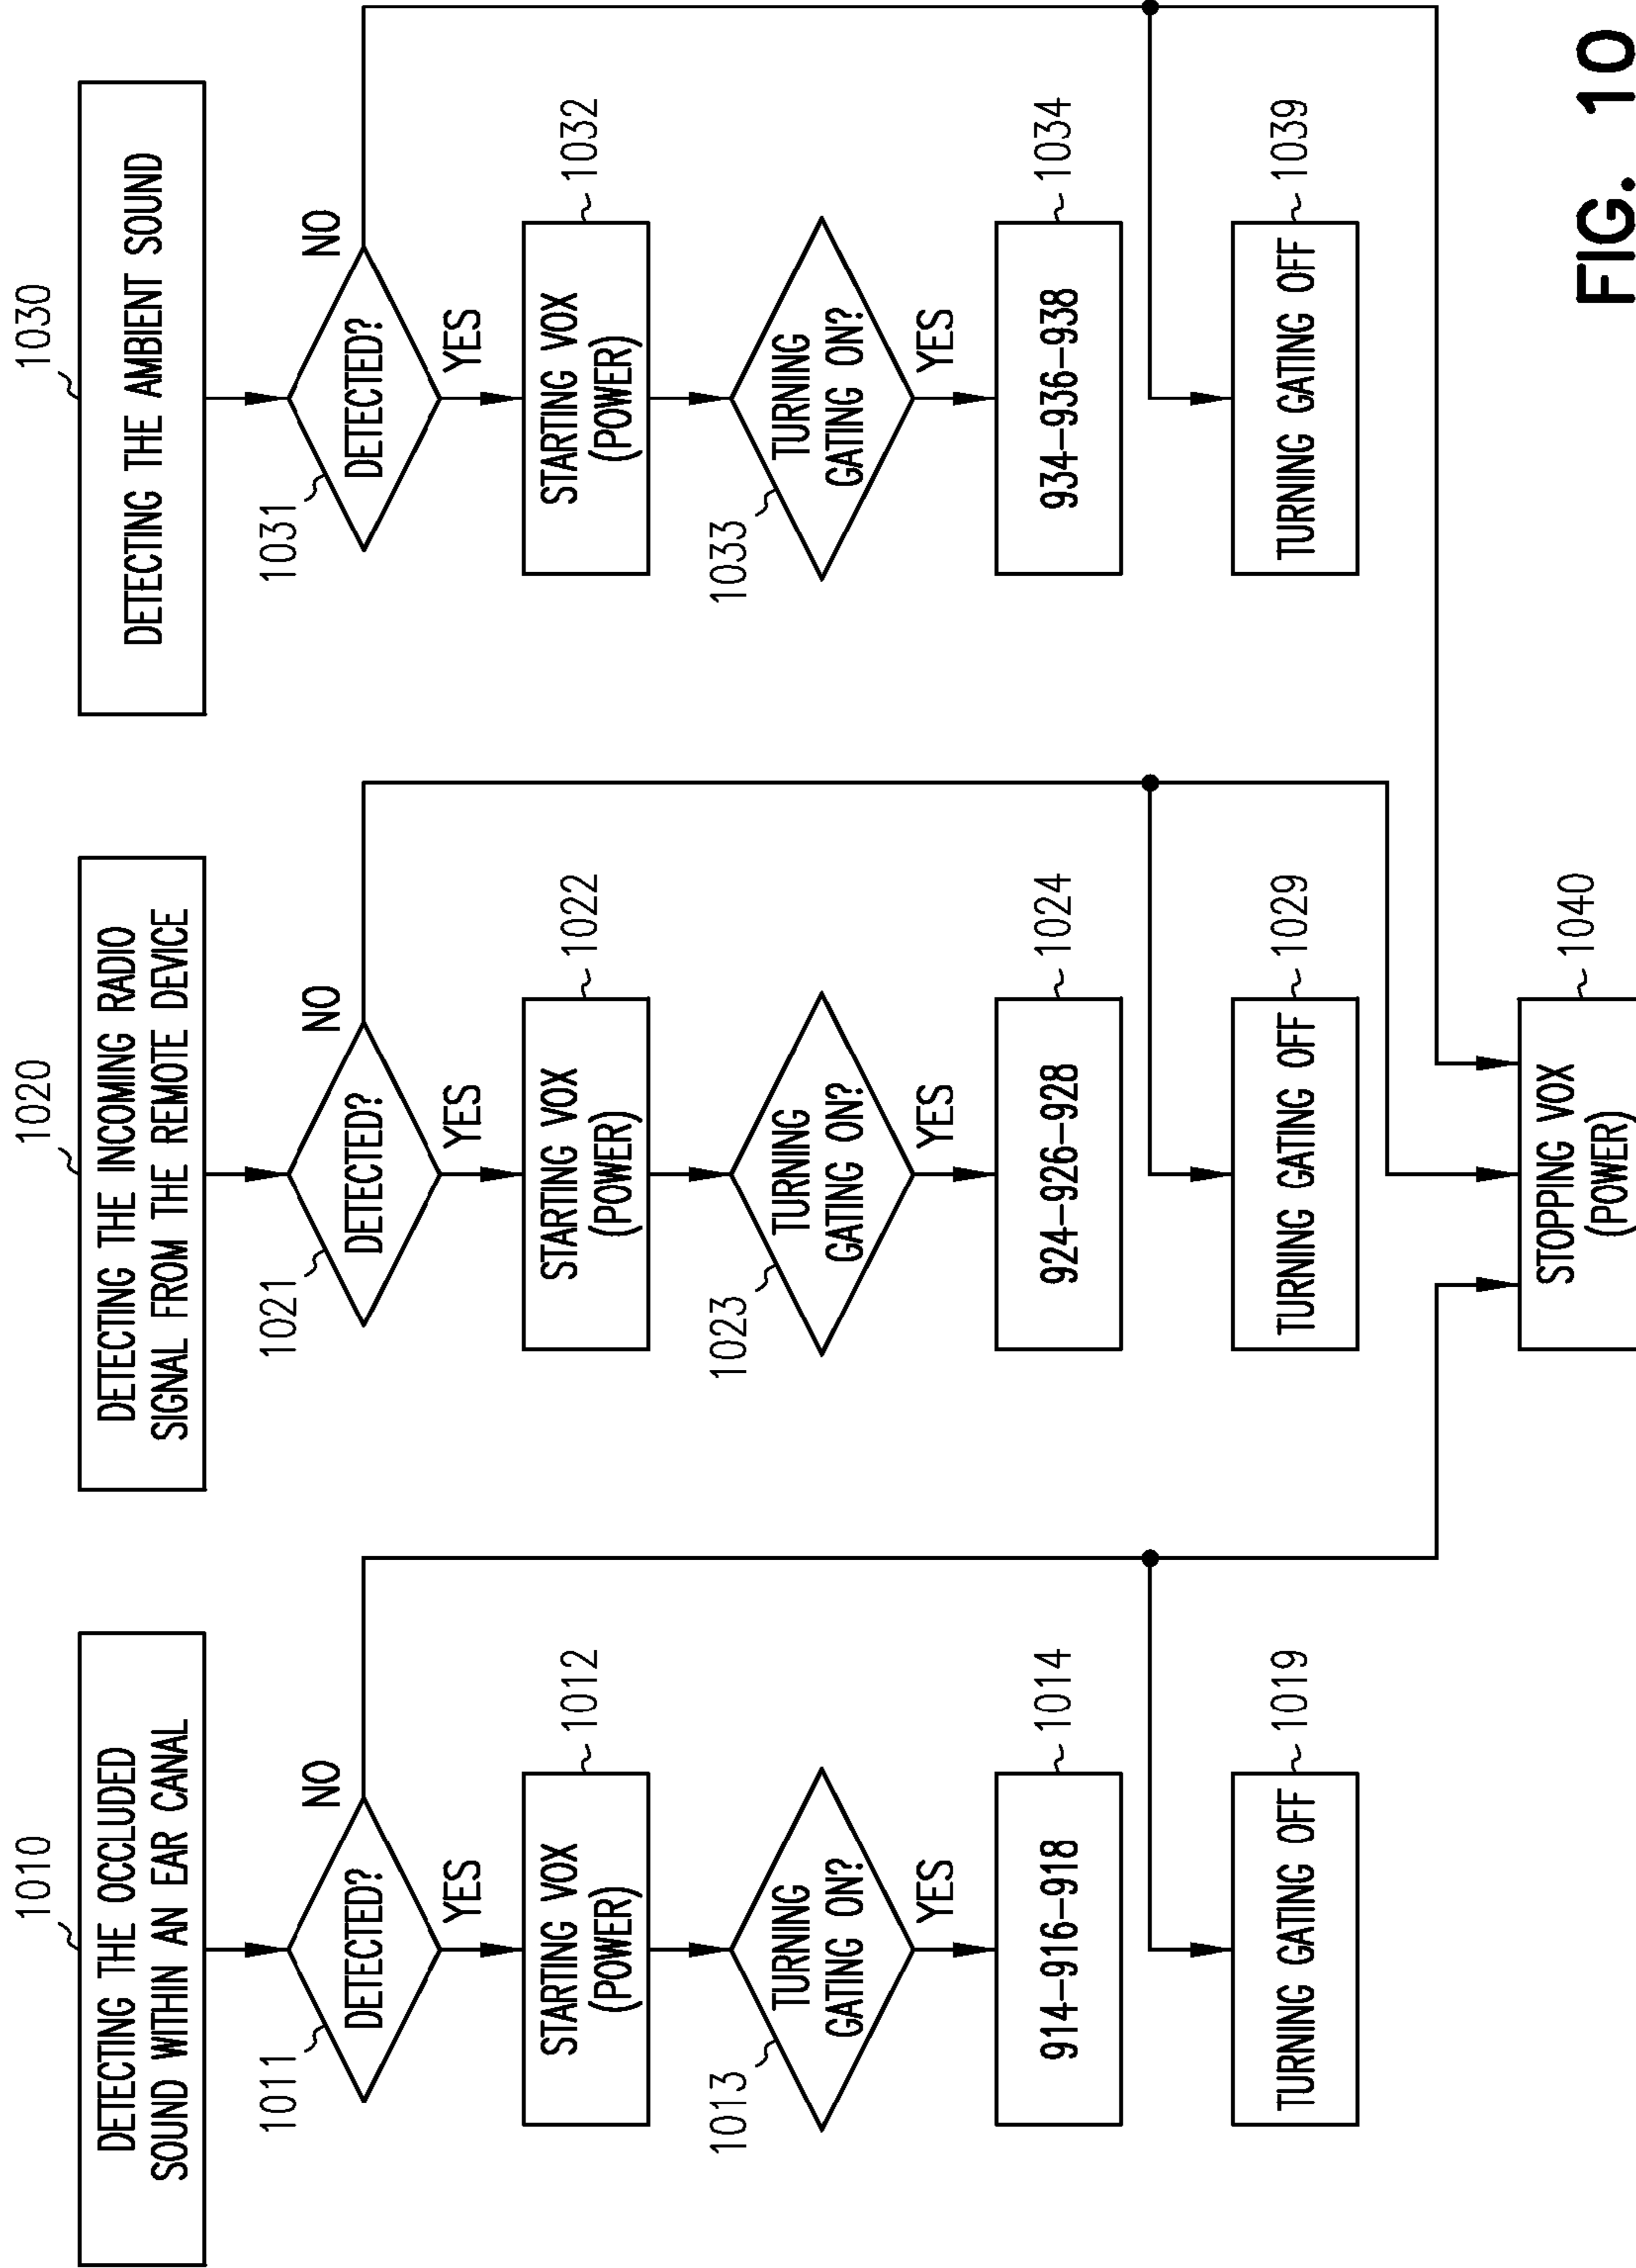 1010
DETECTING THE OCCLUDED
SOUND WITHIN AN EAR CANAL
1011
DETECTED?
NO
YES
STARTING VOX
(POWER)
1012
1013
TURNING
GATING ON?
YES
914-916-918
1014
TURNING GATING OFF
1019
1020
DETECTING THE INCOMING RADIO
SIGNAL FROM THE REMOTE DEVICE
1021
DETECTED?
NO
YES
STARTING VOX
(POWER)
1022
1023
TURNING
GATING ON?
YES
924-926-928
1024
TURNING GATING OFF
1029
1030
DETECTING THE AMBIENT SOUND
1031
DETECTED?
NO
YES
STARTING VOX
(POWER)
1032
1033
TURNING
GATING ON?
YES
934-936-938
1034
TURNING GATING OFF
1039
STOPPING VOX
(POWER)
1040
FIG. 10